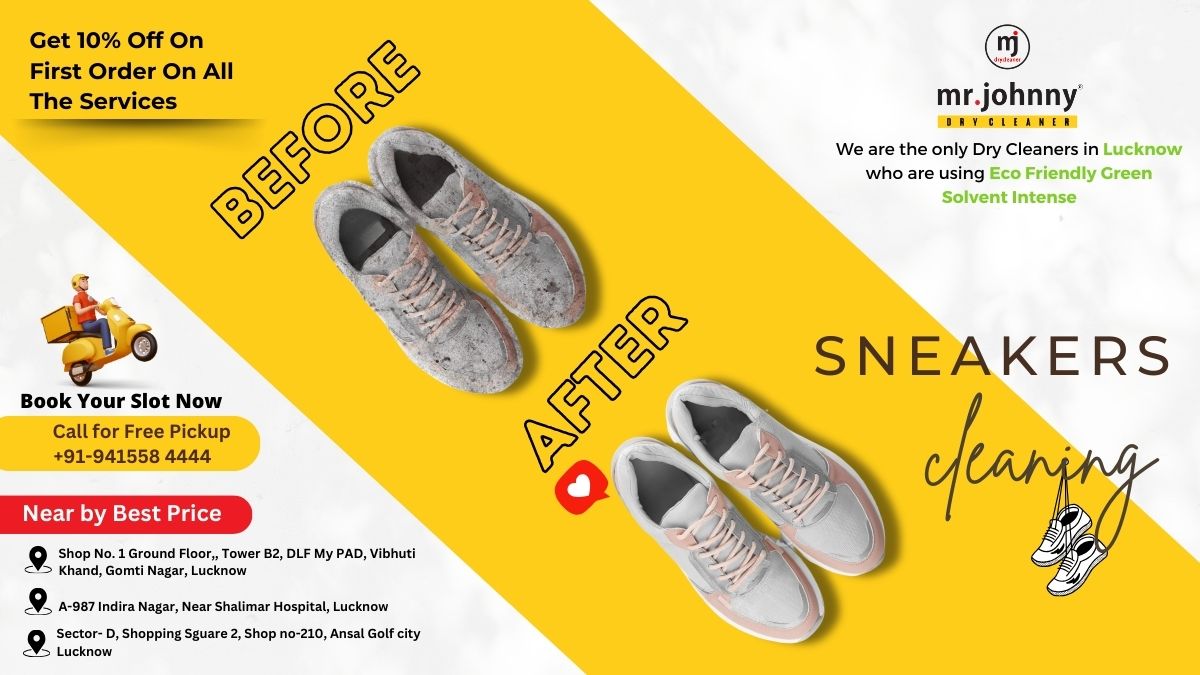 Get 10% Off On
First Order On All
The Services
BEFORE
AFTER
mj
drycleaner
mr.johnny®
DRY CLEANER
We are the only Dry Cleaners in Lucknow
who are using Eco Friendly Green
Solvent Intense
SNEAKERS
cleaning
Book Your Slot Now
Call for Free Pickup
+91-941558 4444
Near by Best Price
Shop No. 1 Ground Floor,, Tower B2, DLF My PAD, Vibhuti
Khand, Gomti Nagar, Lucknow
A-987 Indira Nagar, Near Shalimar Hospital, Lucknow
Sector- D, Shopping Sguare 2, Shop no-210, Ansal Golf city
Lucknow